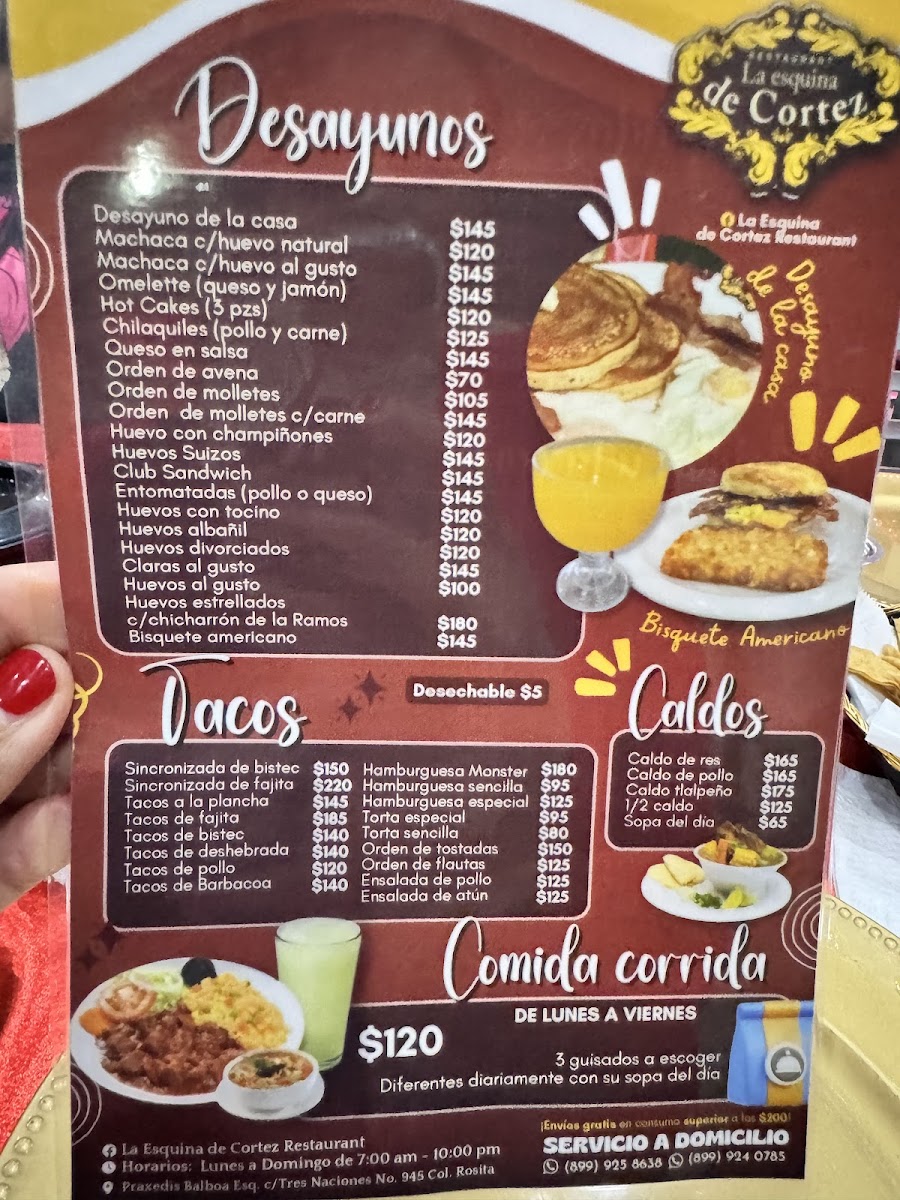 RESTAURANT
La esquina
de Cortez
Desayunos
La Esquina
de Cortez Restaurant
Desayuno de la casa $145
Machaca c/huevo natural $120
Machaca c/huevo al gusto $145
Omelette (queso y jamón) $145
Hot Cakes (3 pzs) $120
Chilaquiles (pollo y carne) $125
Queso en salsa $145
Orden de avena $70
Orden de molletes $105
Orden de molletes c/carne $145
Huevo con champiñones $120
Huevos Suizos $145
Club Sandwich $145
Entomatadas (pollo o queso) $145
Huevos con tocino $120
Huevos albañil $120
Huevos divorciados $120
Claras al gusto $145
Huevos al gusto $100
Huevos estrellados
c/chicharrón de la Ramos $180
Bisquete americano $145
Desayuno
de la casa
Bisquete Americano
Desechable $5
Tacos
Sincronizada de bistec $150
Sincronizada de fajita $220
Tacos a la plancha $145
Tacos de fajita $185
Tacos de bistec $140
Tacos de deshebrada $140
Tacos de pollo $120
Tacos de Barbacoa $140
Hamburguesa Monster $180
Hamburguesa sencilla $95
Hamburguesa especial $125
Torta especial $95
Torta sencilla $80
Orden de tostadas $150
Orden de flautas $125
Ensalada de pollo $125
Ensalada de atún $125
Caldos
Caldo de res $165
Caldo de pollo $165
Caldo tlalpeño $175
1/2 caldo $125
Sopa del día $65
Comida corrida
DE LUNES A VIERNES
$120
3 guisados a escoger
Diferentes diariamente con su sopa del día
¡Envíos gratis en consumo superior a los $200!
SERVICIO A DOMICILIO
(899) 925 8638 (899) 924 0785
La Esquina de Cortez Restaurant
Horarios: Lunes a Domingo de 7:00 am - 10:00 pm
Praxedis Balboa Esq. c/Tres Naciones No. 945 Col. Rosita